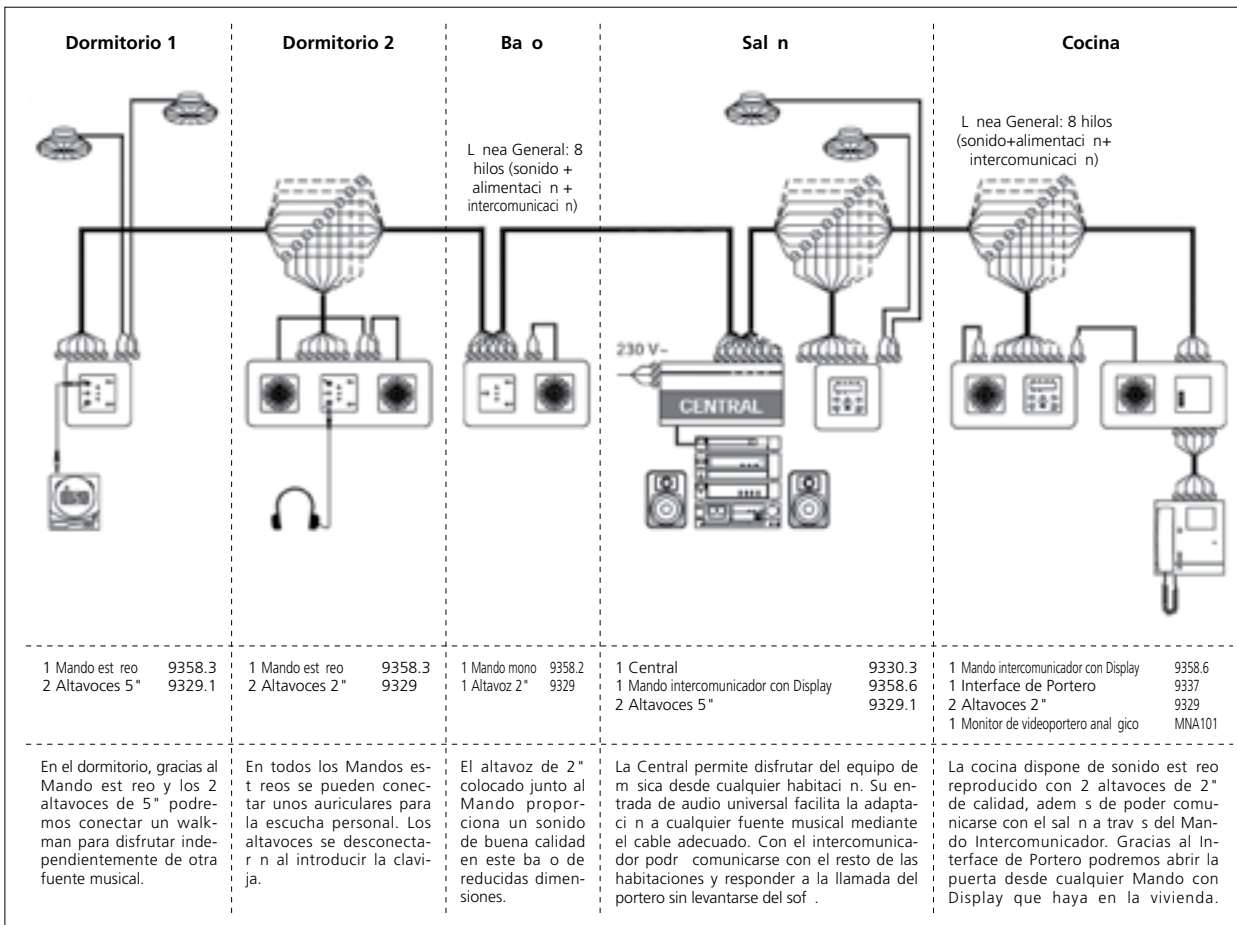 Dormitorio 1
Dormitorio 2
Ba o
Sal n
Cocina
L nea General: 8
hilos (sonido +
alimentaci n +
intercomunicaci n)
L nea General: 8 hilos
(sonido+alimentaci n+
intercomunicaci n)
230 V~
CENTRAL
1 Mando est reo 9358.3
2 Altavoces 5" 9329.1
1 Mando est reo 9358.3
2 Altavoces 2" 9329
1 Mando mono 9358.2
1 Altavoz 2" 9329
1 Central 9330.3
1 Mando intercomunicador con Display 9358.6
2 Altavoces 5" 9329.1
1 Mando intercomunicador con Display 9358.6
1 Interface de Portero 9337
2 Altavoces 2" 9329
1 Monitor de videoportero anal gico MNA101
En el dormitorio, gracias al
Mando est reo y los 2
altavoces de 5" podre-
mos conectar un walk-
man para disfrutar inde-
pendientemente de otra
fuente musical.
En todos los Mandos es-
t reos se pueden conec-
tar unos auriculares para
la escucha personal. Los
altavoces se desconecta-
r n al introducir la clavi-
ja.
El altavoz de 2"
colocado junto al
Mando propor-
ciona un sonido
de buena calidad
en este ba o de
reducidas dimen-
siones.
La Central permite disfrutar del equipo de
m sica desde cualquier habitaci n. Su en-
trada de audio universal facilita la adapta-
ci n a cualquier fuente musical mediante
el cable adecuado. Con el intercomunica-
dor podr comunicarse con el resto de las
habitaciones y responder a la llamada del
portero sin levantarse del sof .
La cocina dispone de sonido est reo
reproducido con 2 altavoces de 2"
de calidad, adem s de poder comu-
nicarse con el sal n a trav s del Man-
do Intercomunicador. Gracias al In-
terface de Portero podremos abrir la
puerta desde cualquier Mando con
Display que haya en la vivienda.